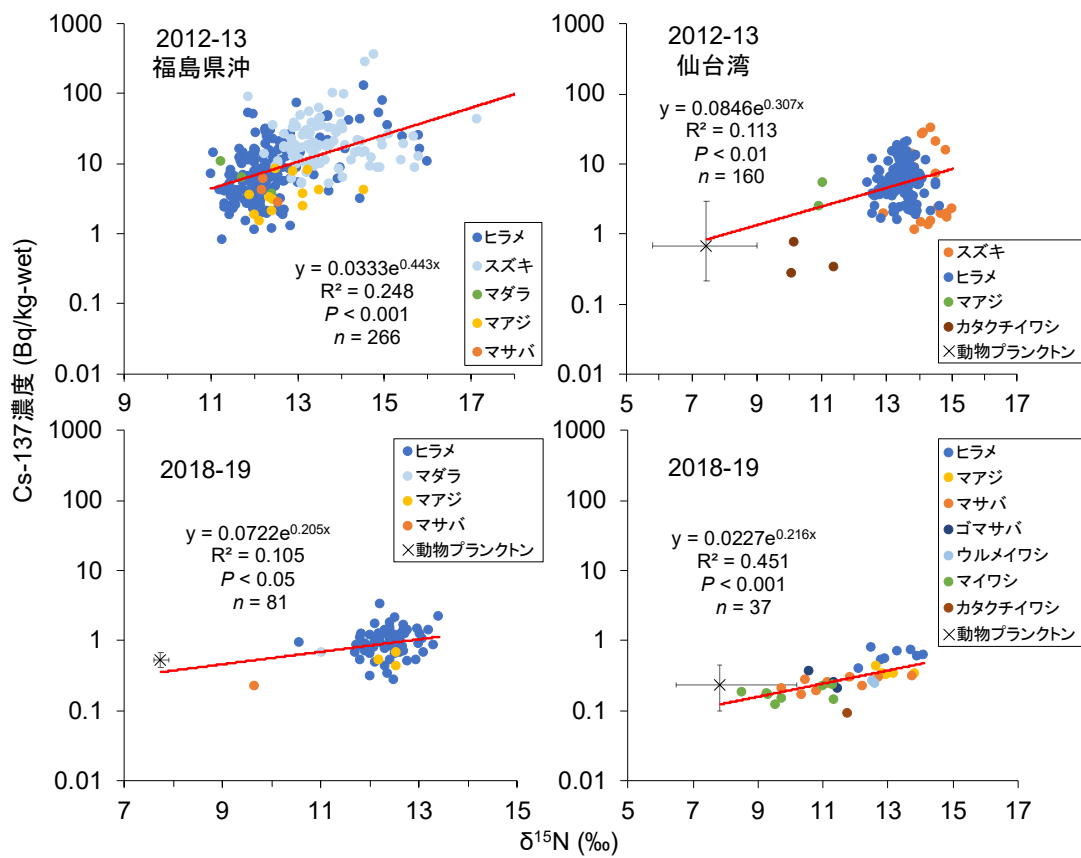 Cs-137濃度 (Bq/kg-wet)
1000
100
10
1
0.1
0.01
9
11
13
15
17
2012-13
福島県沖
y = 0.0333e^0.443x
R² = 0.248
P < 0.001
n = 266
ヒラメ
スズキ
マダラ
マアジ
マサバ
1000
100
10
1
0.1
0.01
5
7
9
11
13
15
17
2012-13
仙台湾
y = 0.0846e^0.307x
R² = 0.113
P < 0.01
n = 160
スズキ
ヒラメ
マアジ
カタクチイワシ
動物プランクトン
1000
100
10
1
0.1
0.01
7
9
11
13
15
2018-19
y = 0.0722e^0.205x
R² = 0.105
P < 0.05
n = 81
ヒラメ
マダラ
マアジ
マサバ
動物プランクトン
1000
100
10
1
0.1
0.01
5
7
9
11
13
15
17
2018-19
y = 0.0227e^0.216x
R² = 0.451
P < 0.001
n = 37
ヒラメ
マアジ
マサバ
ゴマサバ
ウルメイワシ
マイワシ
カタクチイワシ
動物プランクトン
δ¹⁵N (‰)